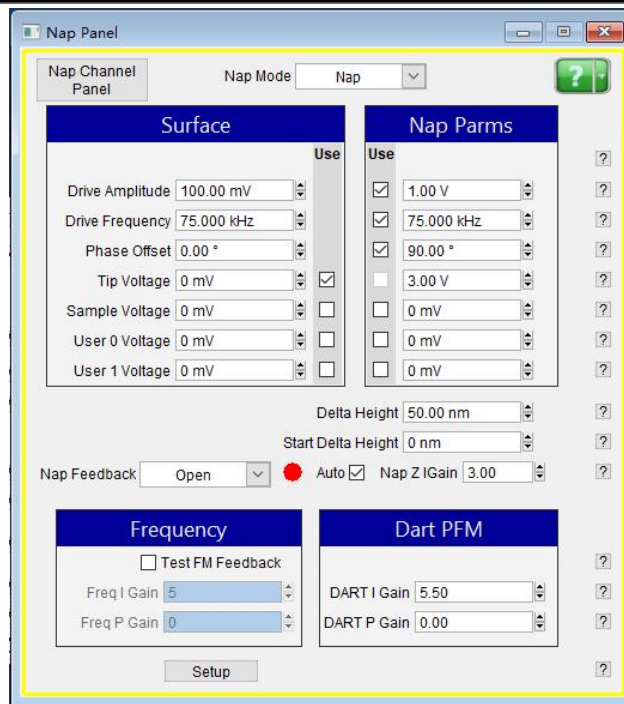 Nap Panel
Nap Channel Panel
Nap Mode Nap
?
Surface Nap Parms
Use Use
?
Drive Amplitude 100.00 mV 1.00 V ?
Drive Frequency 75.000 kHz 75.000 kHz ?
Phase Offset 0.00 ° 90.00 ° ?
Tip Voltage 0 mV 3.00 V ?
Sample Voltage 0 mV 0 mV ?
User 0 Voltage 0 mV 0 mV ?
User 1 Voltage 0 mV 0 mV ?
Delta Height 50.00 nm ?
Start Delta Height 0 nm ?
Nap Feedback Open Auto Nap Z IGain 3.00 ?
Frequency Dart PFM
Test FM Feedback ?
Freq I Gain 5 DART I Gain 5.50 ?
Freq P Gain 0 DART P Gain 0.00 ?
Setup ?